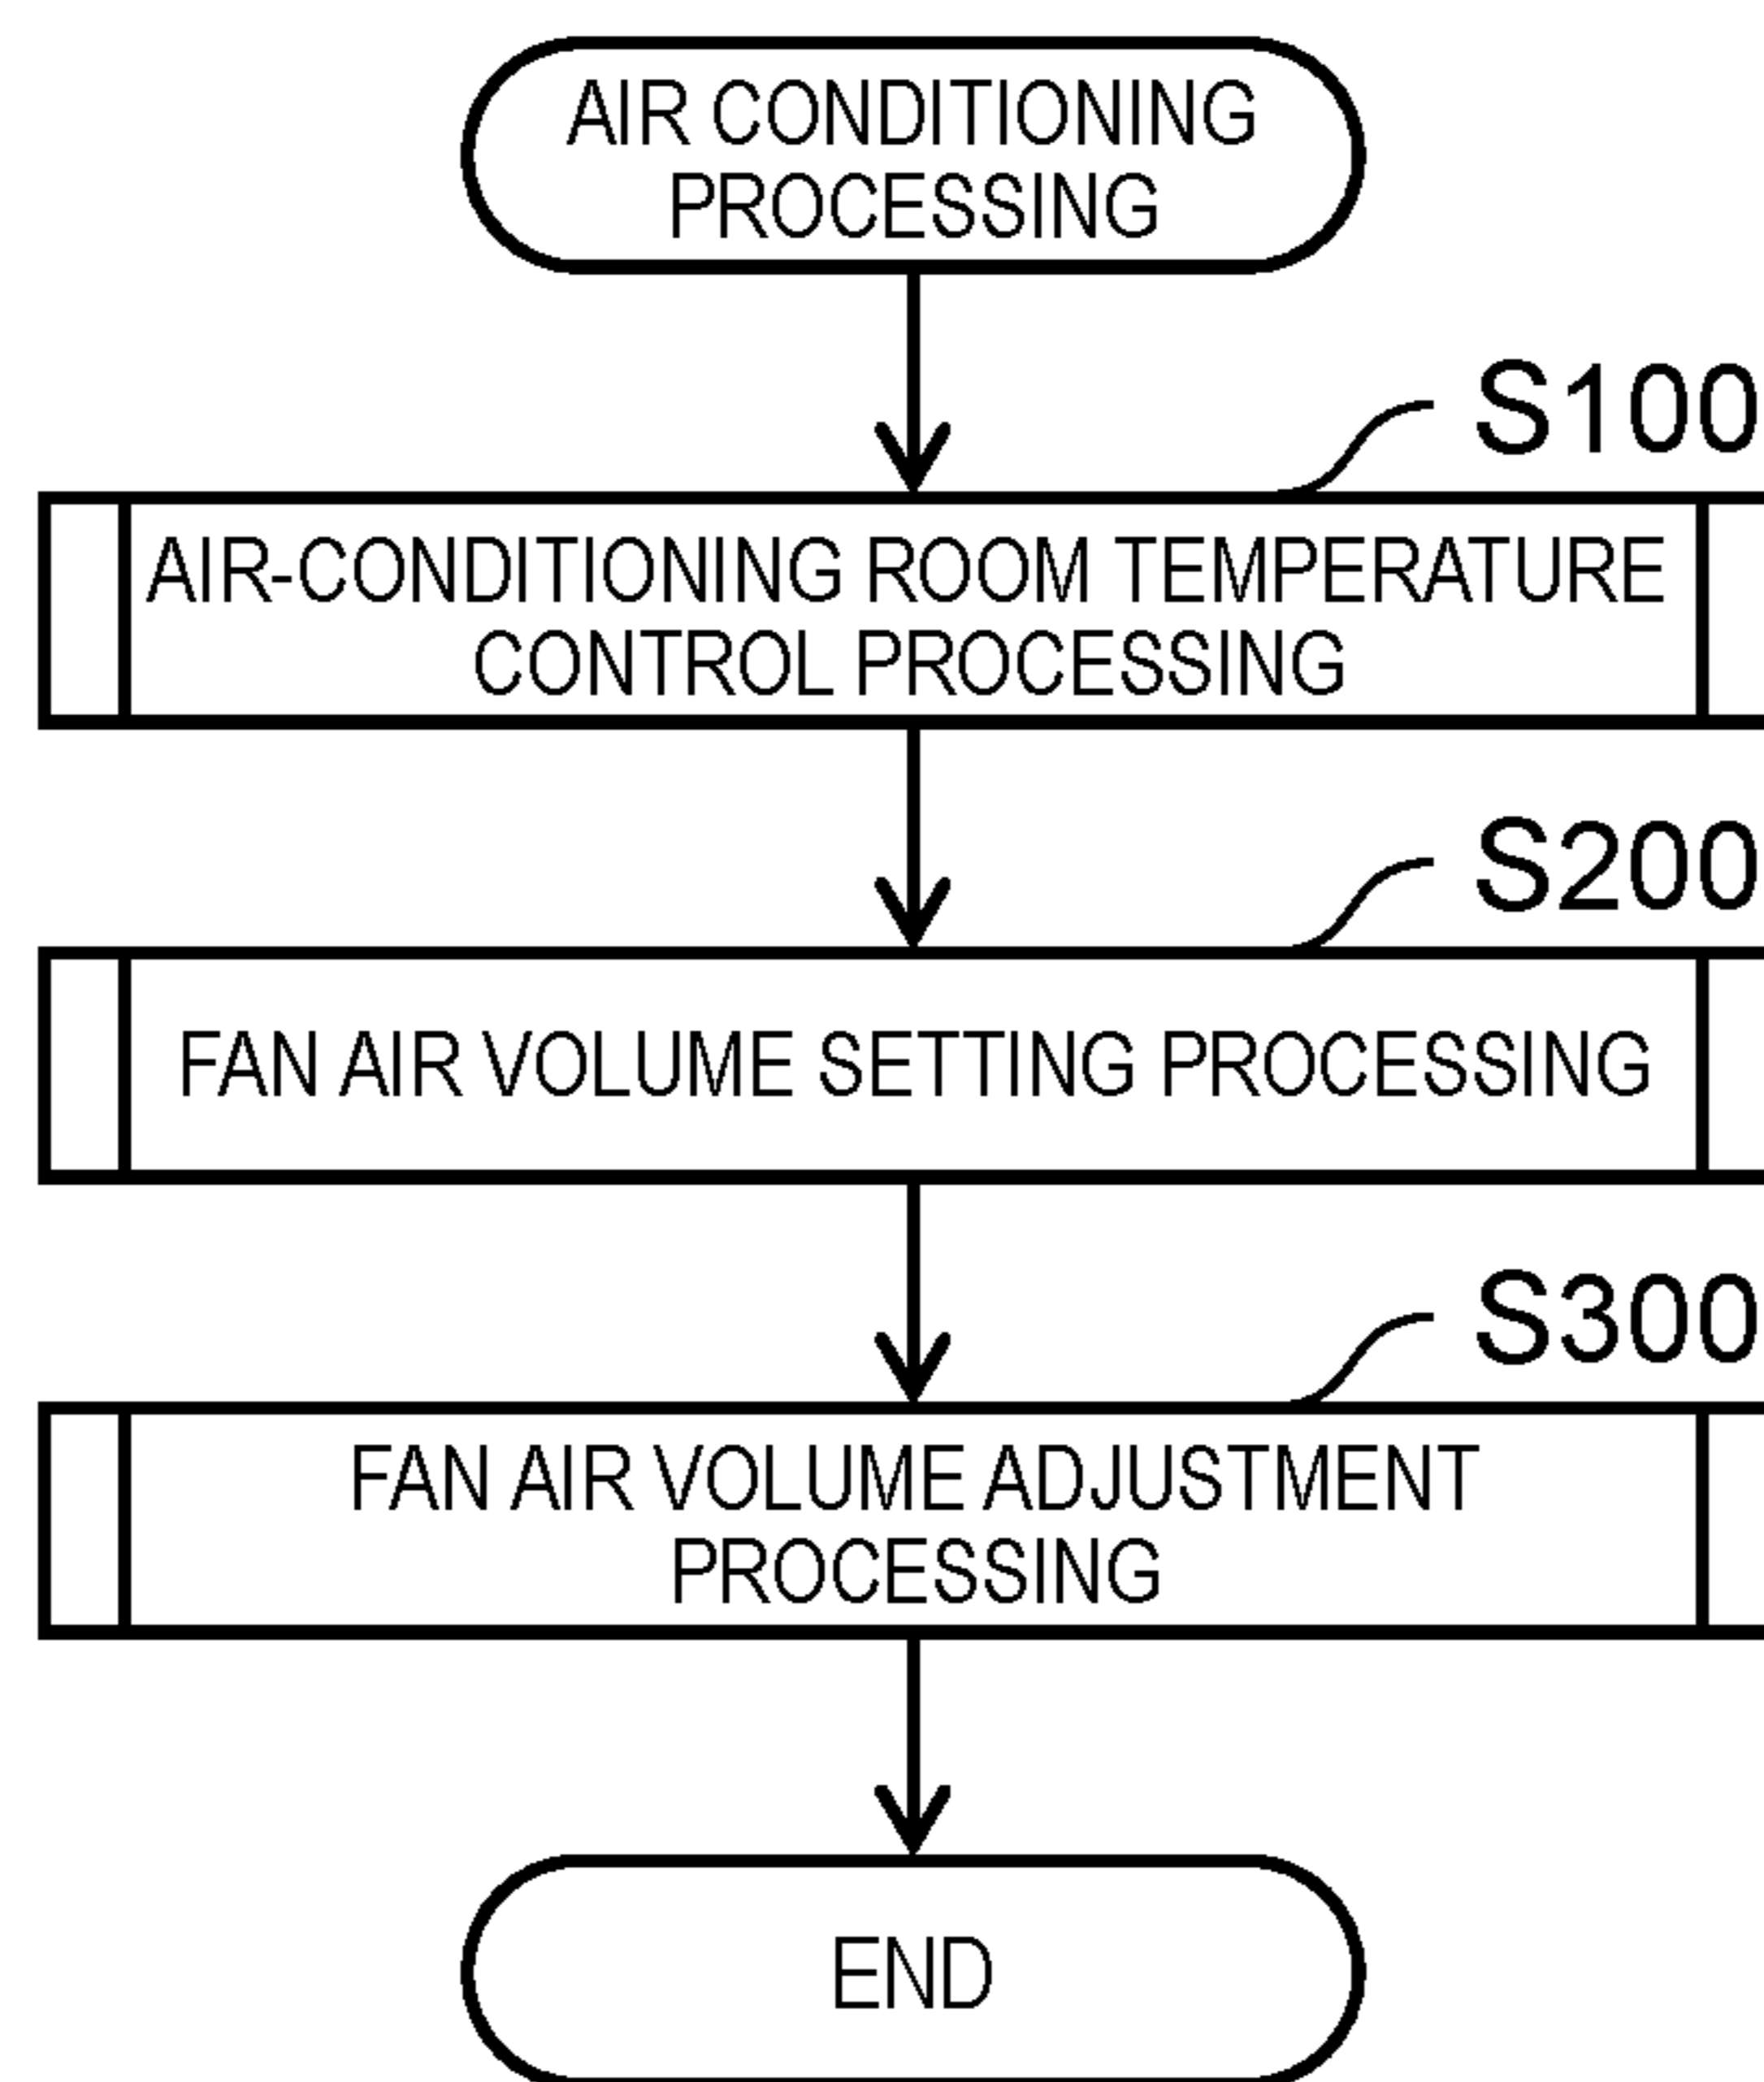 AIR CONDITIONING
PROCESSING
S100
AIR-CONDITIONING ROOM TEMPERATURE
CONTROL PROCESSING
S200
FAN AIR VOLUME SETTING PROCESSING
S300
FAN AIR VOLUME ADJUSTMENT
PROCESSING
END